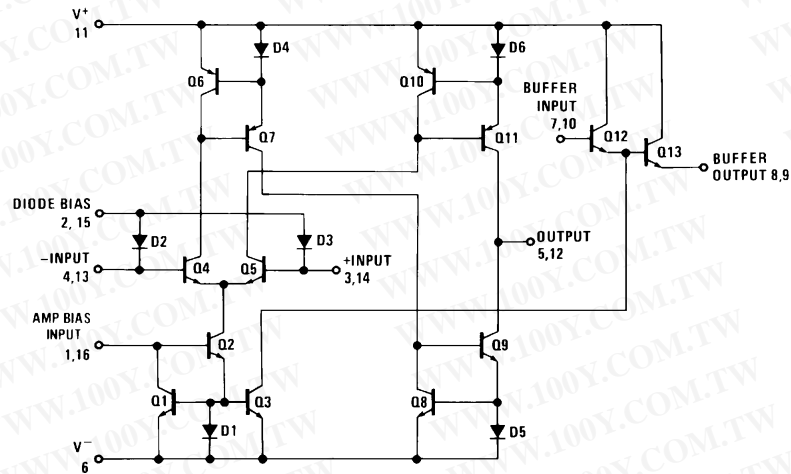 V+
11
D4
D6
Q6
Q10
BUFFER
INPUT
7,10
Q12
Q13
Q7
Q11
BUFFER
OUTPUT 8,9
DIODE BIAS
2, 15
D2
D3
–INPUT
4,13
Q4
Q5
+INPUT
3,14
OUTPUT
5,12
AMP BIAS
INPUT
1,16
Q2
Q9
Q1
Q3
Q8
D1
D5
V–
6
WWW.100Y.COM.TW